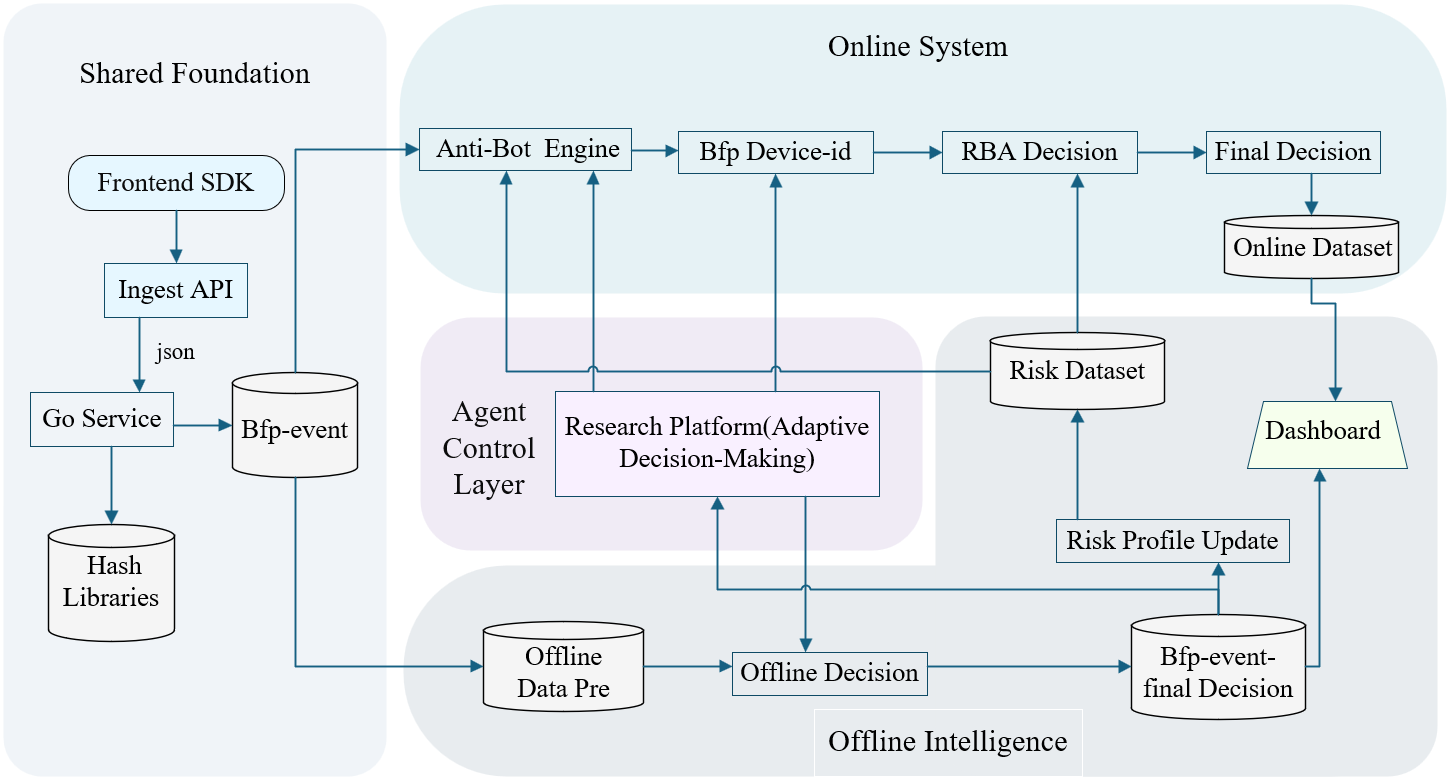 Shared Foundation
Frontend SDK
Ingest API
json
Go Service
Bfp-event
Hash
Libraries
Online System
Anti-Bot  Engine
Bfp Device-id
RBA Decision
Final Decision
Online Dataset
Agent
Control
Layer
Research Platform(Adaptive
Decision-Making)
Risk Dataset
Dashboard
Risk Profile Update
Offline
Data Pre
Offline Decision
Bfp-event-
final Decision
Offline Intelligence